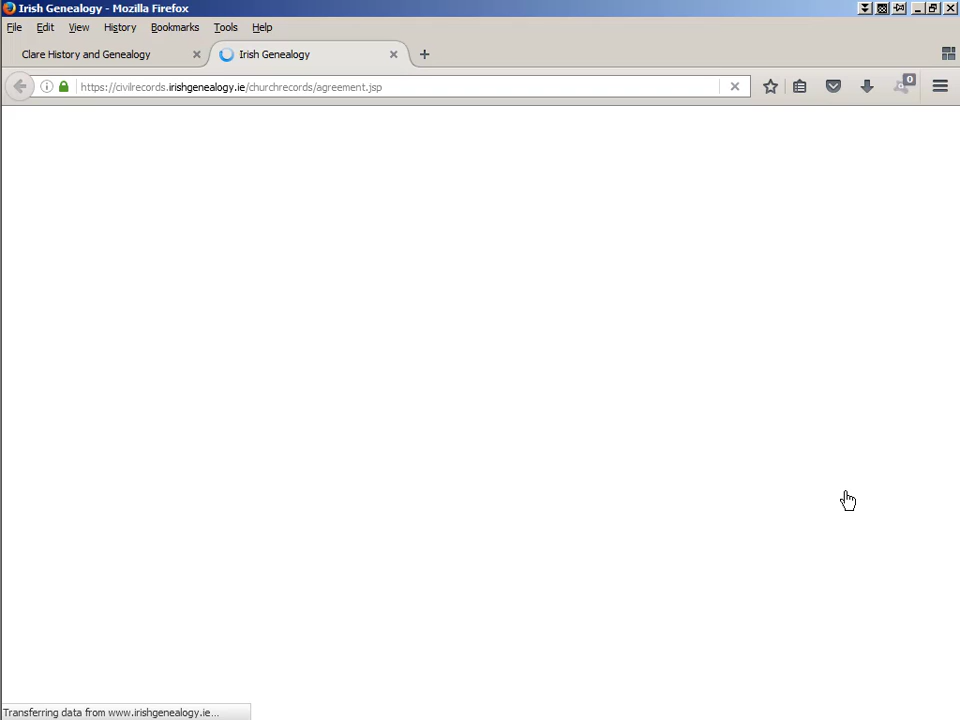 Irish Genealogy - Mozilla Firefox
File Edit View History Bookmarks Tools Help
Clare History and Genealogy Irish Genealogy
https://civilrecords.irishgenealogy.ie/churchrecords/agreement.jsp 0
Transferring data from www.irishgenealogy.ie...